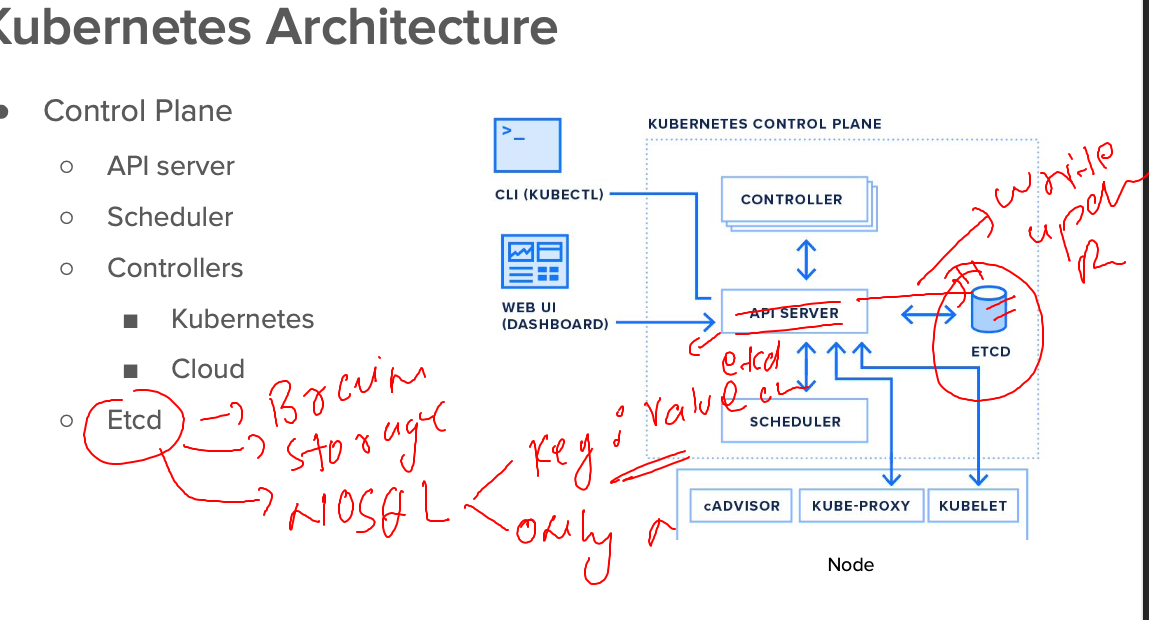 Kubernetes Architecture
Control Plane
API server
Scheduler
Controllers
Kubernetes
Cloud
Etcd
Brain
Storage
NOSQL
Key : value
only
CLI (KUBECTL)
WEB UI
(DASHBOARD)
KUBERNETES CONTROL PLANE
CONTROLLER
API SERVER
etcd
ETCD
write
SCHEDULER
cADVISOR
KUBE-PROXY
KUBELET
Node